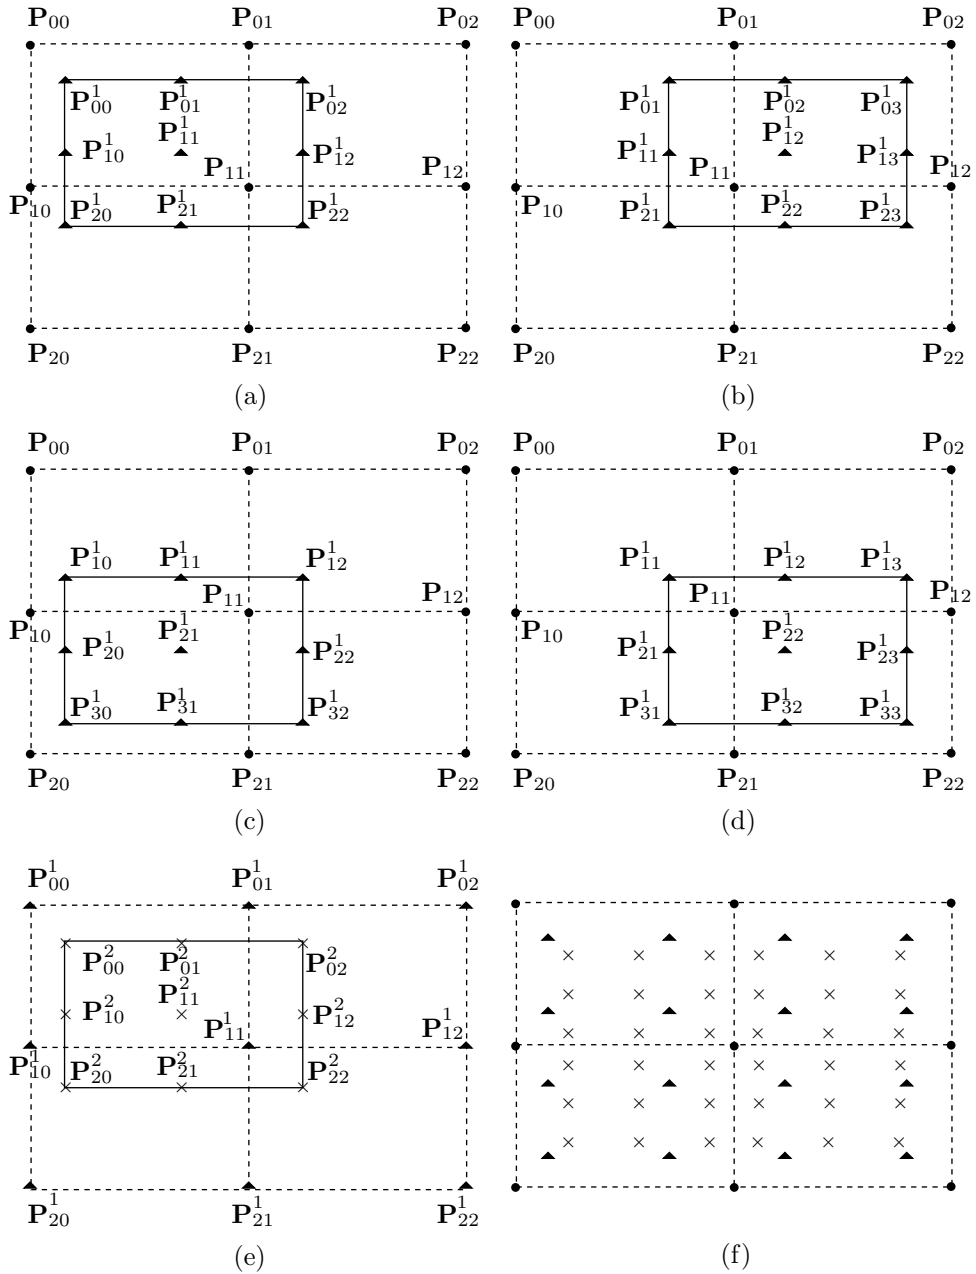 P₀₀ P₀₁ P₀₂ P₀₀ P₀₁ P₀₂
P¹₀₀ P¹₀₁ P¹₀₂ P¹₀₁ P¹₀₂ P¹₀₃
P¹₁₁ P¹₁₂
P¹₁₀ P¹₁₂ P¹₁₁ P¹₁₃
P₁₁ P₁₂ P₁₁ P₁₂
P₁₀ P¹₂₀ P¹₂₁ P¹₂₂ P₁₀ P¹₂₁ P¹₂₂ P¹₂₃
P₂₀ P₂₁ P₂₂ P₂₀ P₂₁ P₂₂
(a) (b)
P₀₀ P₀₁ P₀₂ P₀₀ P₀₁ P₀₂
P¹₁₀ P¹₁₁ P¹₁₂ P¹₁₁ P¹₁₂ P¹₁₃
P₁₁ P₁₂ P₁₁ P₁₂
P₁₀ P¹₂₁ P₁₀ P¹₂₂
P¹₂₀ P¹₂₂ P¹₂₁ P¹₂₃
P¹₃₀ P¹₃₁ P¹₃₂ P¹₃₁ P¹₃₂ P¹₃₃
P₂₀ P₂₁ P₂₂ P₂₀ P₂₁ P₂₂
(c) (d)
P¹₀₀ P¹₀₁ P¹₀₂
P²₀₀ P²₀₁ P²₀₂
P²₁₁
P²₁₀ P²₁₂
P¹₁₁ P¹₁₂
P¹₁₀ P²₂₀ P²₂₁ P²₂₂
P¹₂₀ P¹₂₁ P¹₂₂
(e) (f)